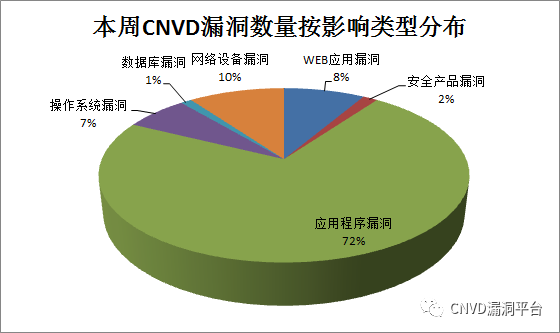 本周CNVD漏洞数量按影响类型分布
数据库漏洞
1%
网络设备漏洞
10%
WEB应用漏洞
8%
安全产品漏洞
2%
操作系统漏洞
7%
应用程序漏洞
72%
CNVD漏洞平台